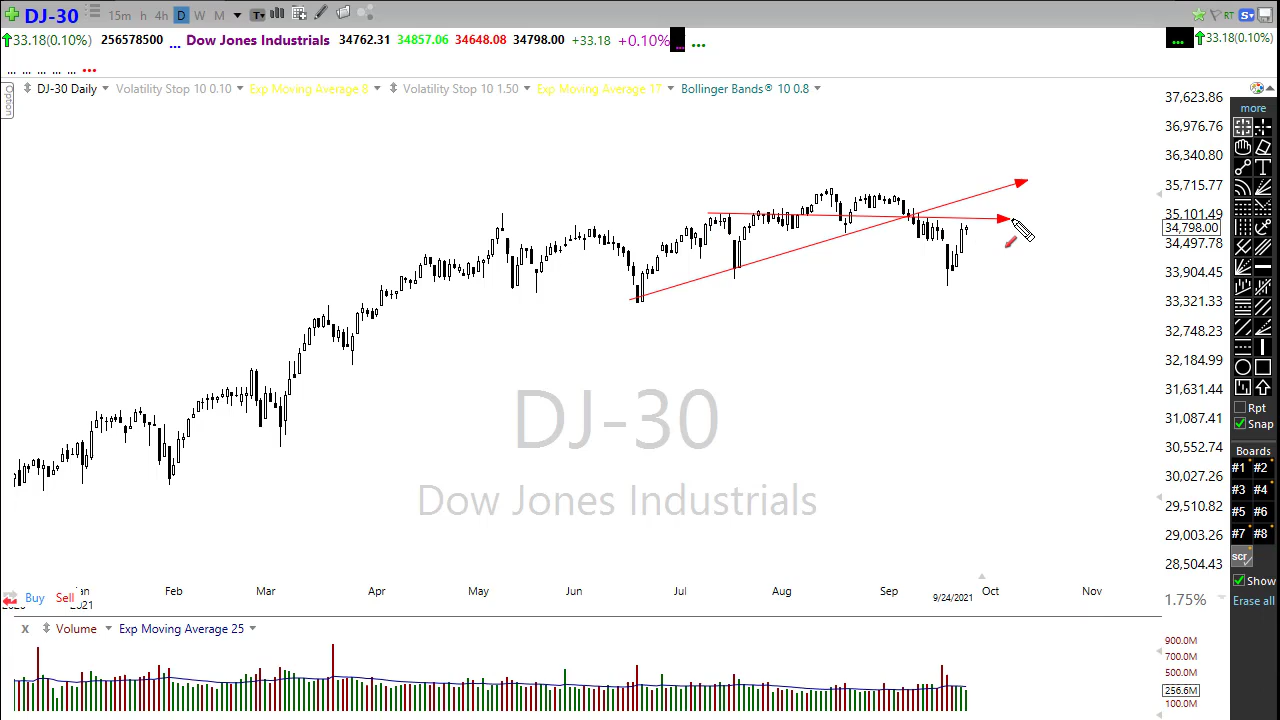 DJ-30 15m h 4h D W M T RT S
33.18(0.10%) 256578500 ... Dow Jones Industrials 34762.31 34857.06 34648.08 34798.00 +33.18 +0.10% ... ... ... 33.18(0.10%)
... ... ... ... ... ...
Option DJ-30 Daily Volatility Stop 10 0.10 Exp Moving Average 8 Volatility Stop 10 1.50 Exp Moving Average 17 Bollinger Bands® 10 0.8
37,623.86
more
36,976.76
36,340.80
35,715.77
35,101.49
34,798.00
34,497.78
33,904.45
33,321.33
32,748.23
32,184.99
31,631.44
Rpt
31,087.41
Snap
30,552.74
Boards
#1 #2
30,027.26
#3 #4
29,510.82
#5 #6
29,003.26
#7 #8
scr
28,504.43
Show
DJ-30
Dow Jones Industrials
Feb Mar Apr May Jun Jul Aug Sep 9/24/2021 Oct Nov
Buy Sell 2021 1.75% Erase all
X Volume Exp Moving Average 25
900.0M
700.0M
500.0M
256.6M
100.0M